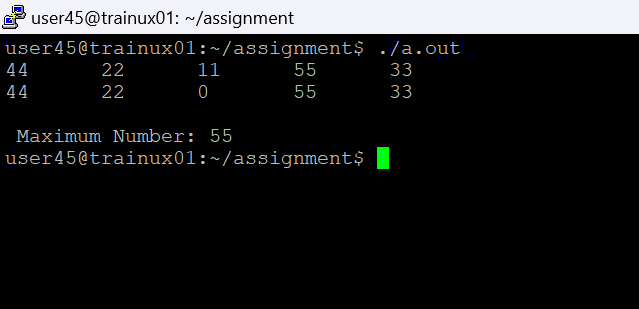 user45@trainux01: ~/assignment
user45@trainux01:~/assignment$ ./a.out
44      22      11      55      33
44      22      0       55      33
 Maximum Number: 55
user45@trainux01:~/assignment$